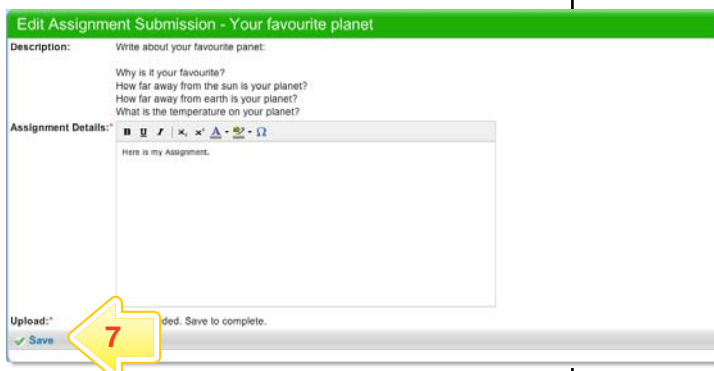 Edit Assignment Submission - Your favourite planet
Description: Write about your favourite panet:
Why is it your favourite?
How far away from the sun is your planet?
How far away from earth is your planet?
What is the temperature on your planet?
Assignment Details:*
B U I x, x' A Ω
Here is my Assignment.
Upload:* ded. Save to complete.
Save 7